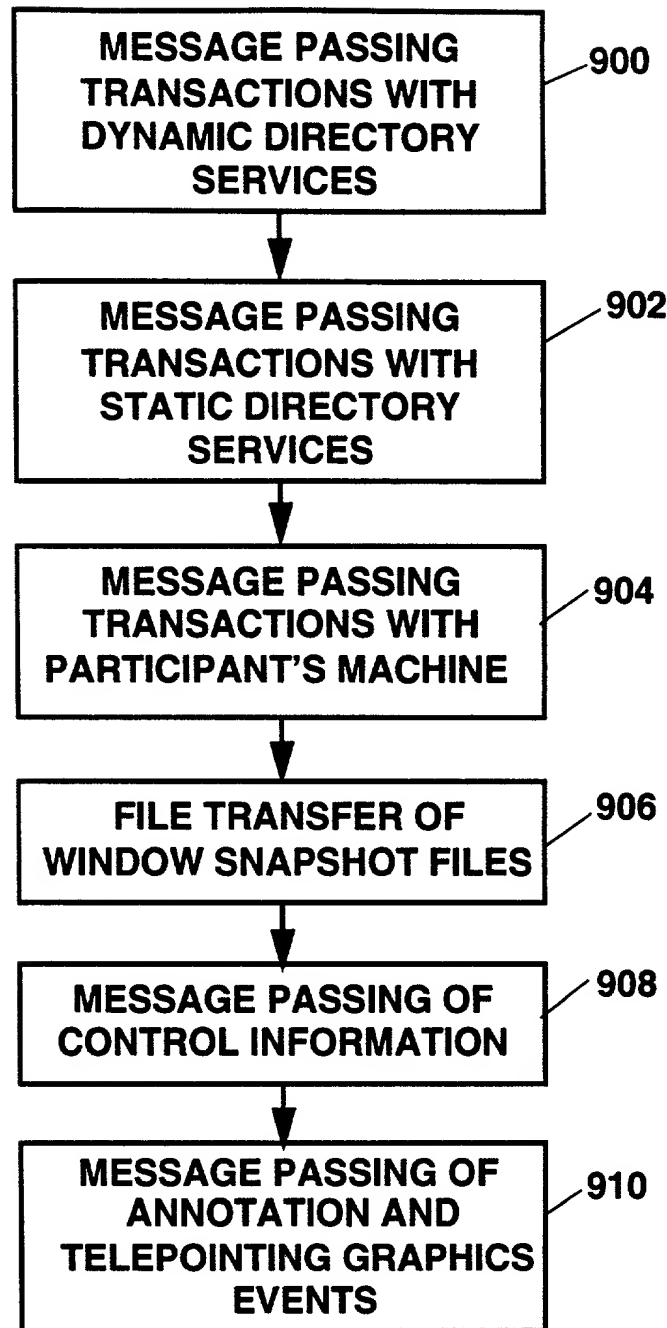 MESSAGE PASSING
TRANSACTIONS WITH
DYNAMIC DIRECTORY
SERVICES
900
MESSAGE PASSING
TRANSACTIONS WITH
STATIC DIRECTORY
SERVICES
902
MESSAGE PASSING
TRANSACTIONS WITH
PARTICIPANT'S MACHINE
904
FILE TRANSFER OF
WINDOW SNAPSHOT FILES
906
MESSAGE PASSING OF
CONTROL INFORMATION
908
MESSAGE PASSING OF
ANNOTATION AND
TELEPOINTING GRAPHICS
EVENTS
910